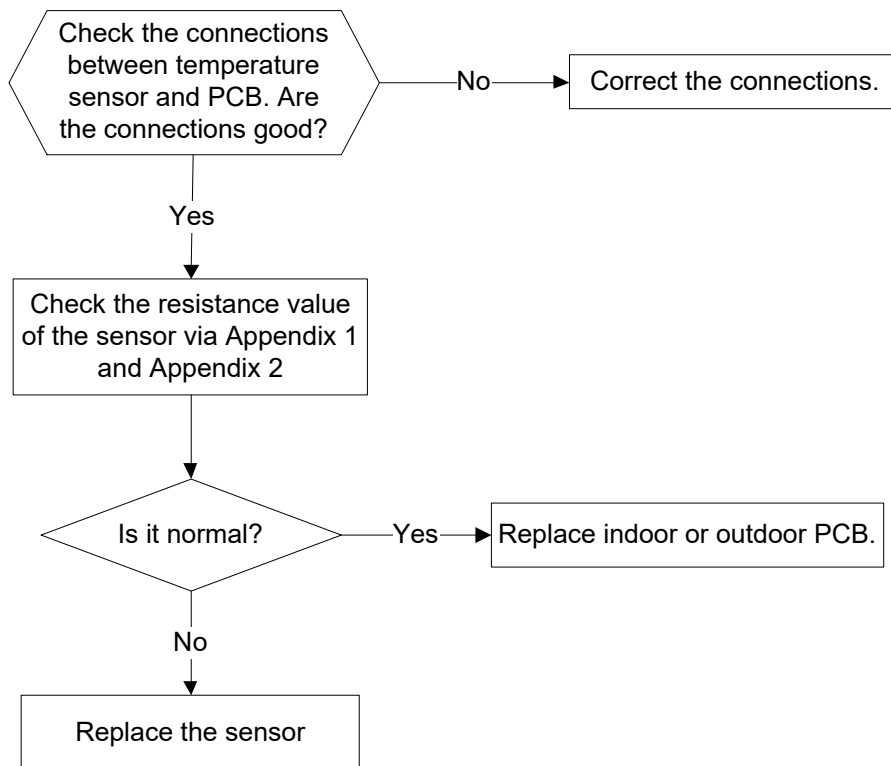 Check the connections
between temperature
sensor and PCB. Are
the connections good?
No
Correct the connections.
Yes
Check the resistance value
of the sensor via Appendix 1
and Appendix 2
Is it normal?
Yes
Replace indoor or outdoor PCB.
No
Replace the sensor